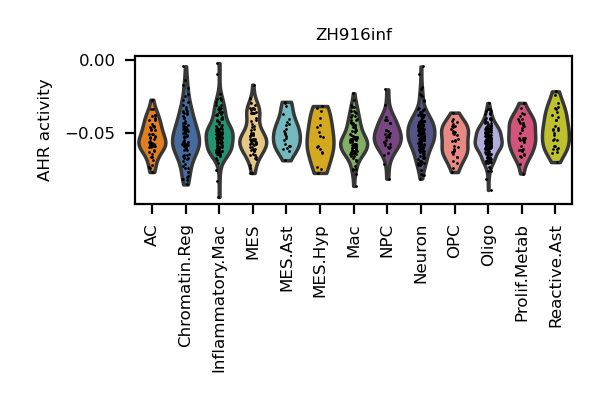 ZH916inf
0.00
−0.05
AHR activity
AC
Chromatin.Reg
Inflammatory.Mac
MES
MES.Ast
MES.Hyp
Mac
NPC
Neuron
OPC
Oligo
Prolif.Metab
Reactive.Ast